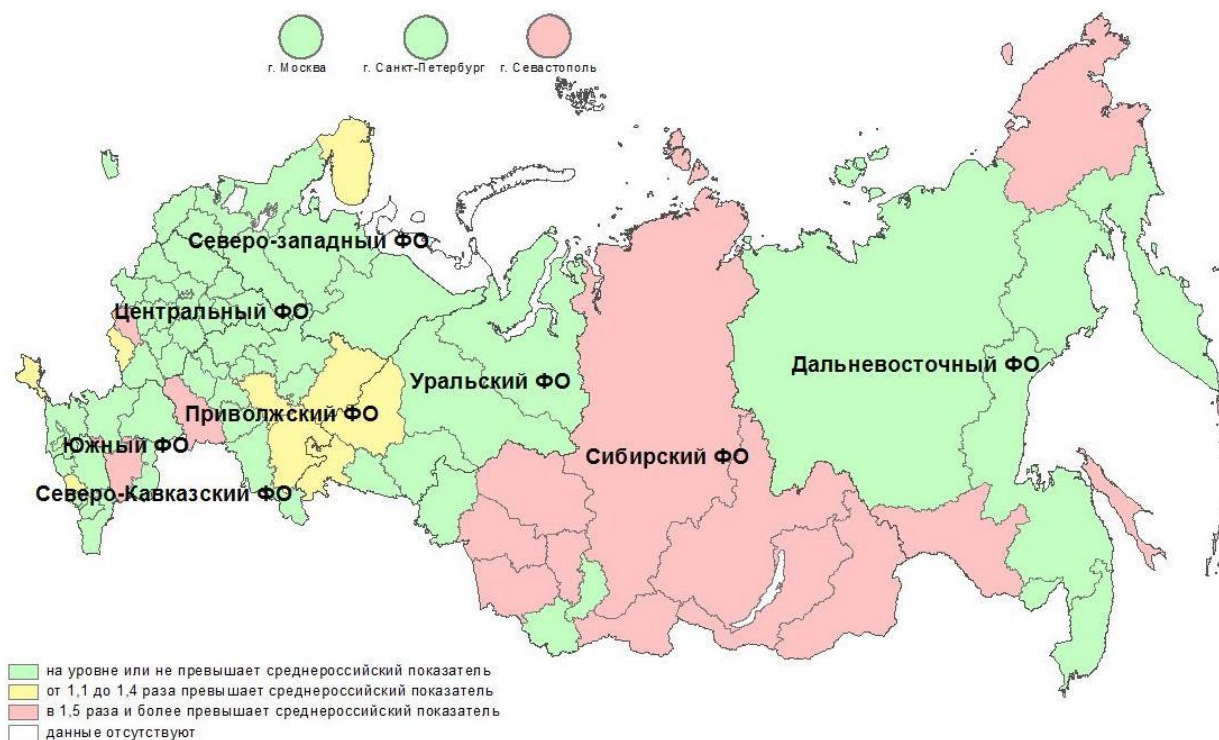 г. Москва
г. Санкт-Петербург
г. Севастополь
Северо-западный ФО
Центральный ФО
Уральский ФО
Дальневосточный ФО
Приволжский ФО
Южный ФО
Сибирский ФО
Северо-Кавказский ФО
на уровне или не превышает среднероссийский показатель
от 1,1 до 1,4 раза превышает среднероссийский показатель
в 1,5 раза и более превышает среднероссийский показатель
данные отсутствуют